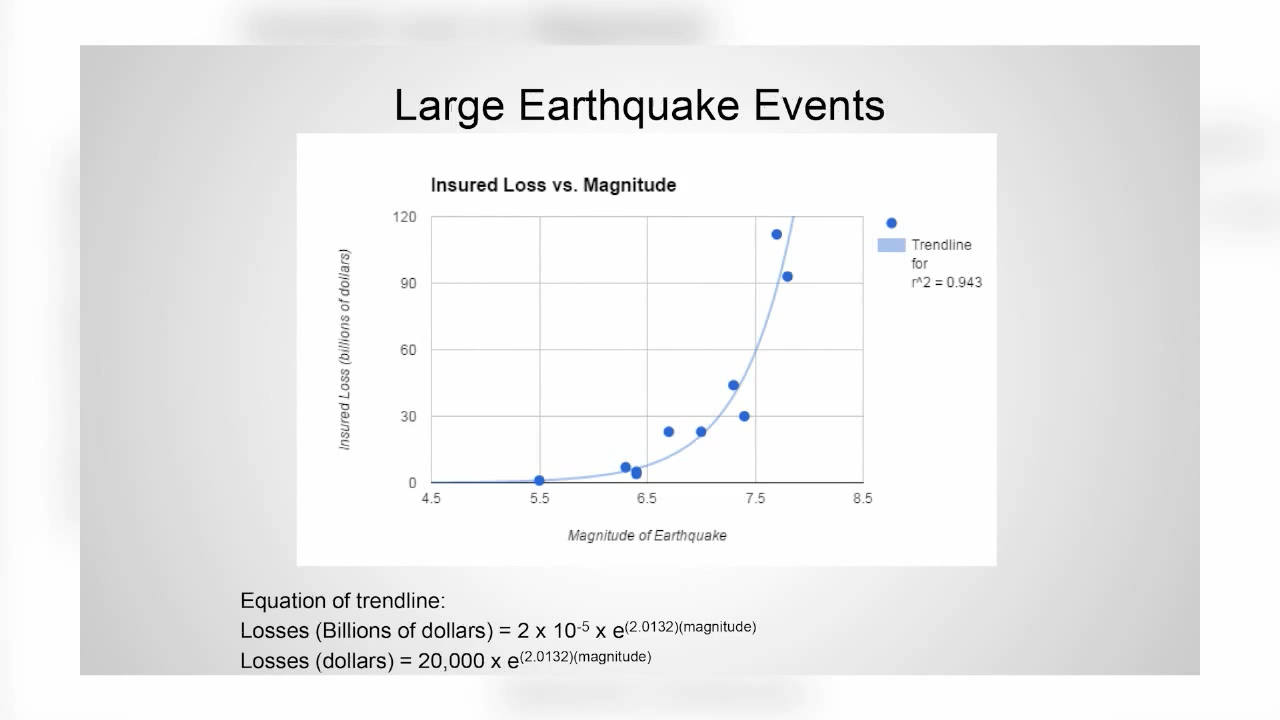 Large Earthquake Events
Insured Loss vs. Magnitude
120
90
60
30
0
Insured Loss (billions of dollars)
4.5 5.5 6.5 7.5 8.5
Magnitude of Earthquake
Trendline
for
r^2 = 0.943
Equation of trendline:
Losses (Billions of dollars) = 2 x 10⁻⁵ x e^(2.0132)(magnitude)
Losses (dollars) = 20,000 x e^(2.0132)(magnitude)